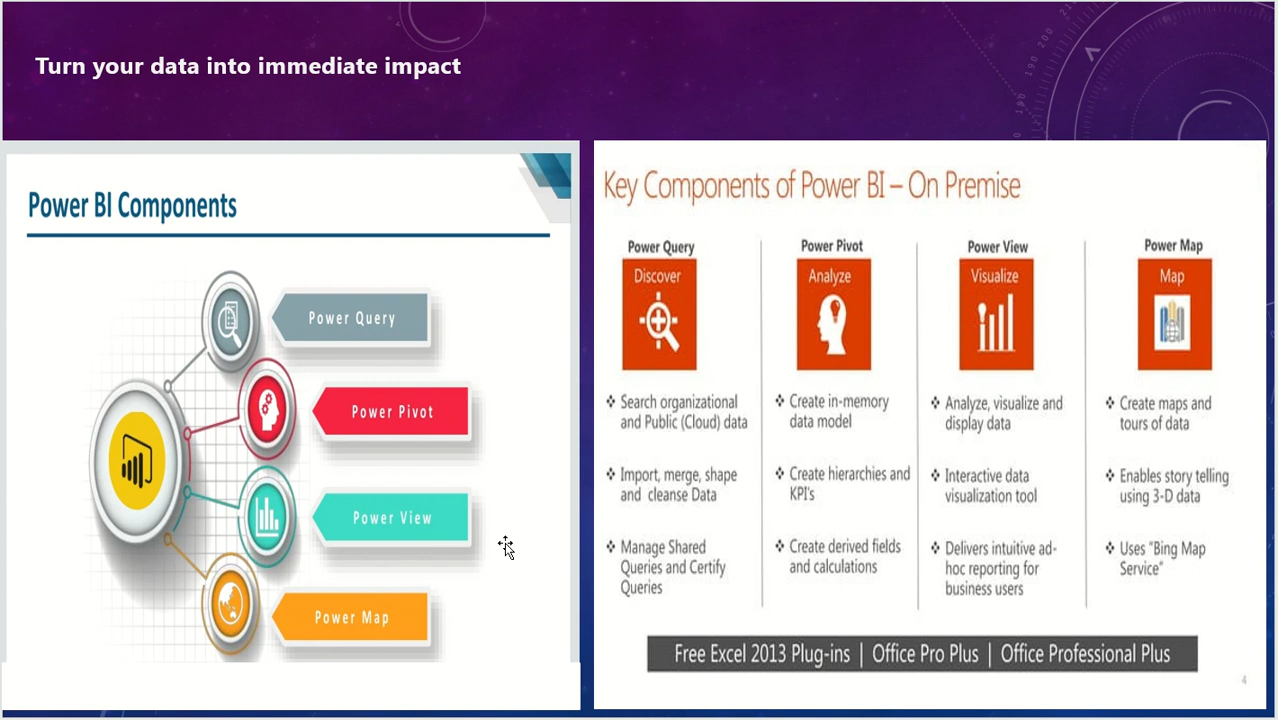 Turn your data into immediate impact
Power BI Components
Power Query
Power Pivot
Power View
Power Map
Key Components of Power BI – On Premise
Power Query
Discover
❖ Search organizational
and Public (Cloud) data
❖ Import, merge, shape
and cleanse Data
❖ Manage Shared
Queries and Certify
Queries
Power Pivot
Analyze
❖ Create in-memory
data model
❖ Create hierarchies and
KPI's
❖ Create derived fields
and calculations
Power View
Visualize
❖ Analyze, visualize and
display data
❖ Interactive data
visualization tool
❖ Delivers intuitive ad-
hoc reporting for
business users
Power Map
Map
❖ Create maps and
tours of data
❖ Enables story telling
using 3-D data
❖ Uses "Bing Map
Service"
Free Excel 2013 Plug-ins | Office Pro Plus | Office Professional Plus
4